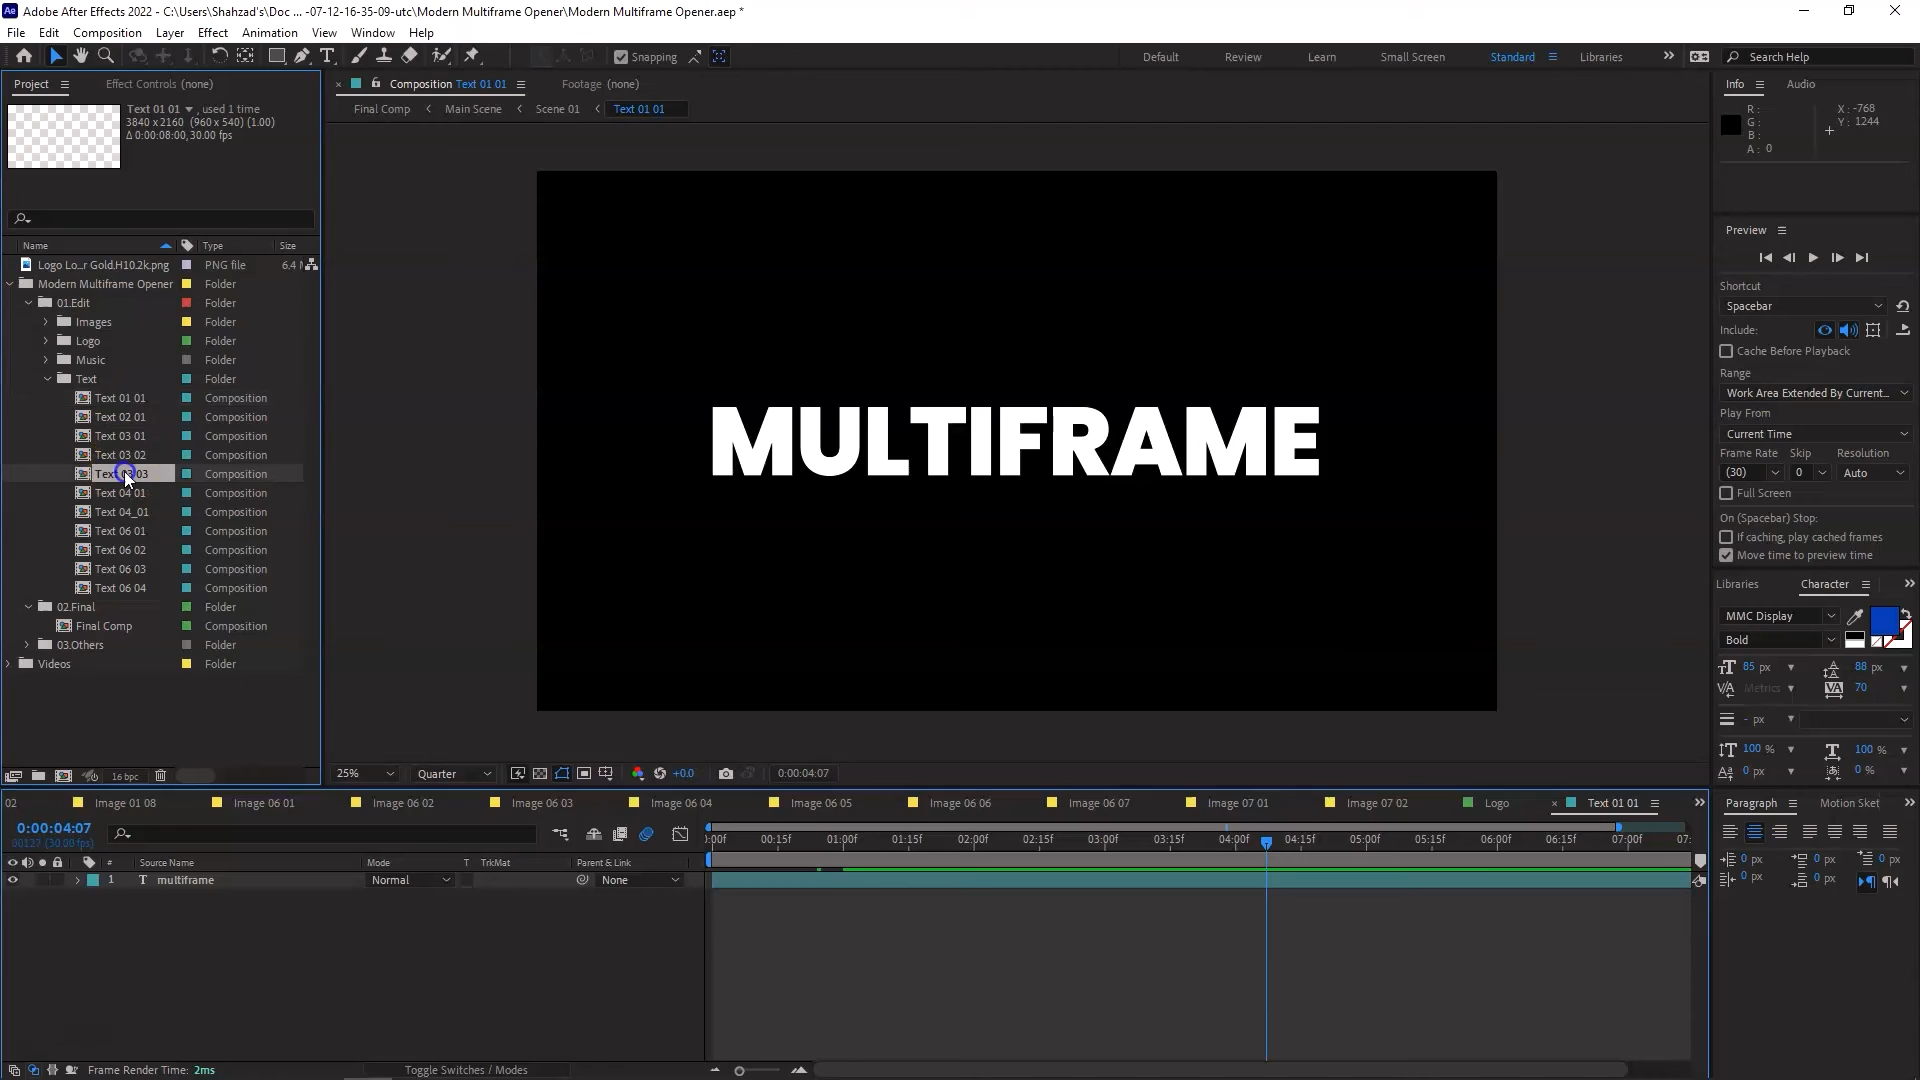 Ae Adobe After Effects 2022 - C:\Users\Shahzad's\Doc ... -07-12-16-35-09-utc\Modern Multiframe Opener\Modern Multiframe Opener.aep *
File Edit Composition Layer Effect Animation View Window Help
Snapping Default Review Learn Small Screen Standard Libraries Search Help
Project Effect Controls (none)
Text 01 01 , used 1 time
3840 x 2160 (960 x 540) (1.00)
Δ 0:00:08:00, 30.00 fps
Composition Text 01 01 Footage (none)
Final Comp Main Scene Scene 01 Text 01 01
Name Type Size
Logo Lo...r Gold.H10.2k.png PNG file 6.4
Modern Multiframe Opener Folder
01.Edit Folder
Images Folder
Logo Folder
Music Folder
Text Folder
Text 01 01 Composition
Text 02 01 Composition
Text 03 01 Composition
Text 03 02 Composition
Text 03 03 Composition
Text 04 01 Composition
Text 04_01 Composition
Text 06 01 Composition
Text 06 02 Composition
Text 06 03 Composition
Text 06 04 Composition
02.Final Folder
Final Comp Composition
03.Others Folder
Videos Folder
16 bpc
MULTIFRAME
25% Quarter +0.0 0:00:04:07
Info Audio
R :
G :
B :
A : 0
X : -768
Y : 1244
Preview
Shortcut
Spacebar
Include:
Cache Before Playback
Range
Work Area Extended By Current...
Play From
Current Time
Frame Rate Skip Resolution
(30) 0 Auto
Full Screen
On (Spacebar) Stop:
If caching, play cached frames
Move time to preview time
Libraries Character
MMC Display
Bold
85 px 88 px
Metrics 70
- px
100 % 100 %
0 px 0 %
Paragraph Motion Sket
0 px 0 px 0 px
0 px 0 px
02 Image 01 08 Image 06 01 Image 06 02 Image 06 03 Image 06 04 Image 06 05 Image 06 06 Image 06 07 Image 07 01 Image 07 02 Logo Text 01 01
0:00:04:07
00127 (30.00 fps)
:00f 00:15f 01:00f 01:15f 02:00f 02:15f 03:00f 03:15f 04:00f 04:15f 05:00f 05:15f 06:00f 06:15f 07:00f 07:
# Source Name Mode T TrkMat Parent & Link
1 T multiframe Normal None
Frame Render Time: 2ms Toggle Switches / Modes